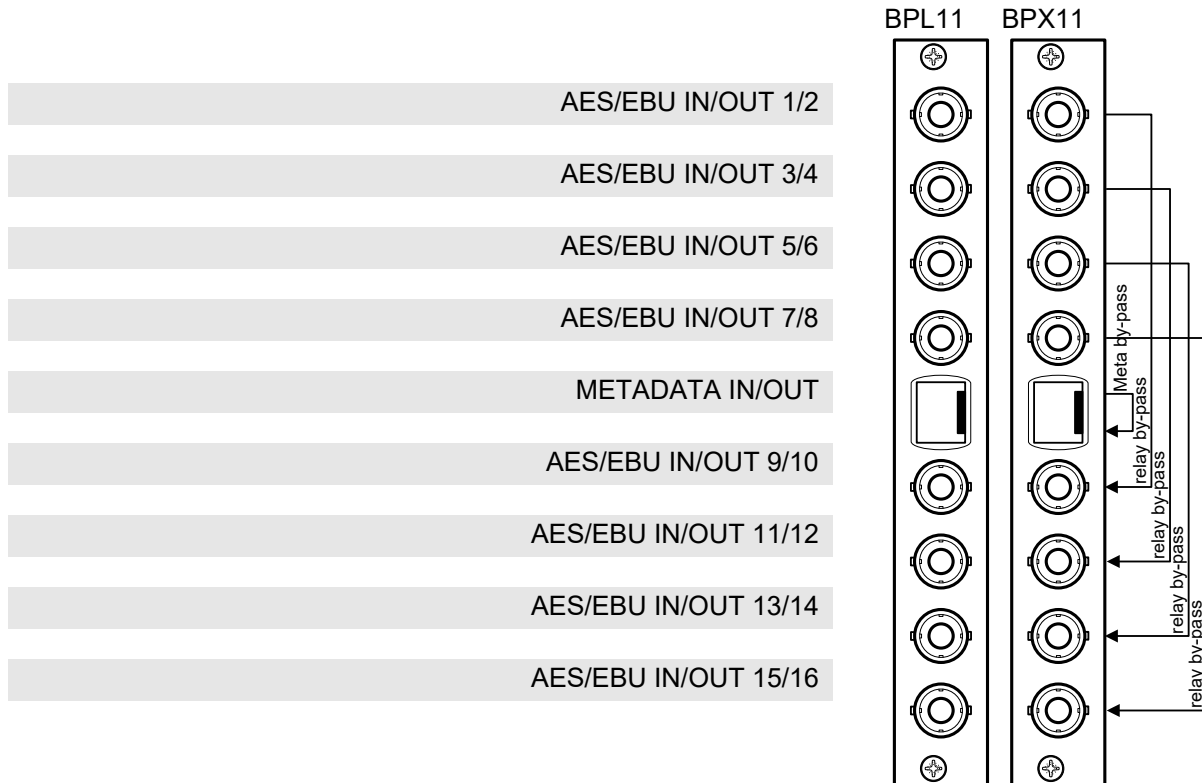 BPL11 BPX11
AES/EBU IN/OUT 1/2
AES/EBU IN/OUT 3/4
AES/EBU IN/OUT 5/6
AES/EBU IN/OUT 7/8
METADATA IN/OUT
AES/EBU IN/OUT 9/10
AES/EBU IN/OUT 11/12
AES/EBU IN/OUT 13/14
AES/EBU IN/OUT 15/16
Meta by-pass
relay by-pass
relay by-pass
relay by-pass
relay by-pass